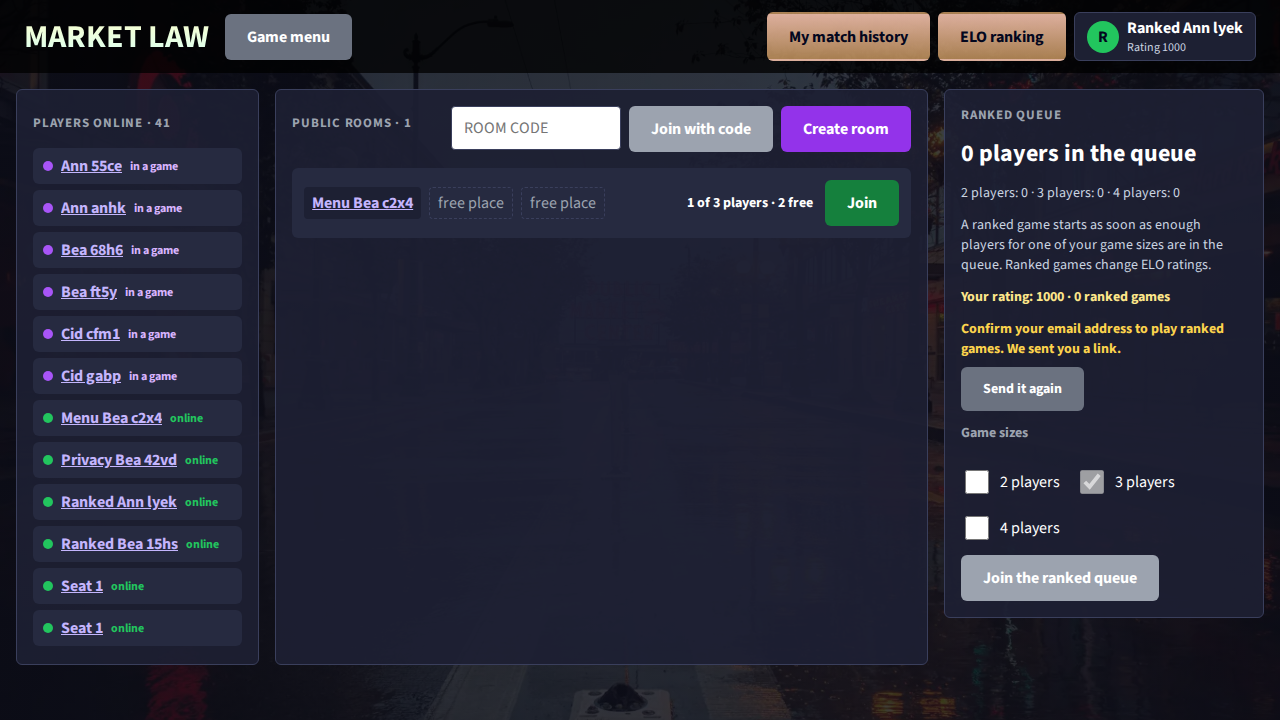 MARKET LAW
Game menu
My match history
ELO ranking
R
Ranked Ann lyek
Rating 1000
PLAYERS ONLINE · 41
Ann 55ce in a game
Ann anhk in a game
Bea 68h6 in a game
Bea ft5y in a game
Cid cfm1 in a game
Cid gabp in a game
Menu Bea c2x4 online
Privacy Bea 42vd online
Ranked Ann lyek online
Ranked Bea 15hs online
Seat 1 online
Seat 1 online
PUBLIC ROOMS · 1
ROOM CODE
Join with code
Create room
Menu Bea c2x4
free place
free place
1 of 3 players · 2 free
Join
RANKED QUEUE
0 players in the queue
2 players: 0 · 3 players: 0 · 4 players: 0
A ranked game starts as soon as enough
players for one of your game sizes are in the
queue. Ranked games change ELO ratings.
Your rating: 1000 · 0 ranked games
Confirm your email address to play ranked
games. We sent you a link.
Send it again
Game sizes
2 players
3 players
4 players
Join the ranked queue